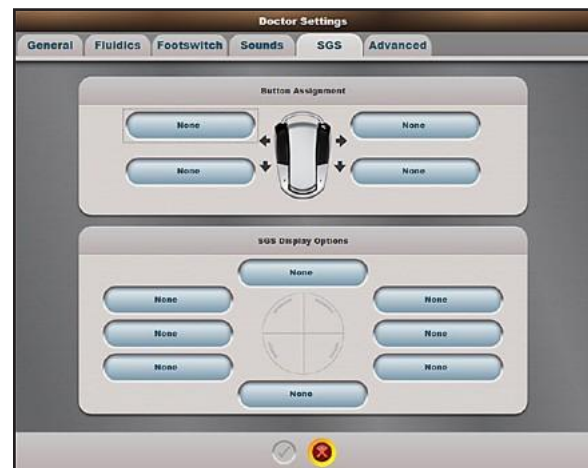 Doctor Settings
General Fluidics Footswitch Sounds SGS Advanced
Button Assignment
None None
None None
SGS Display Options
None
None None
None None
None None
None